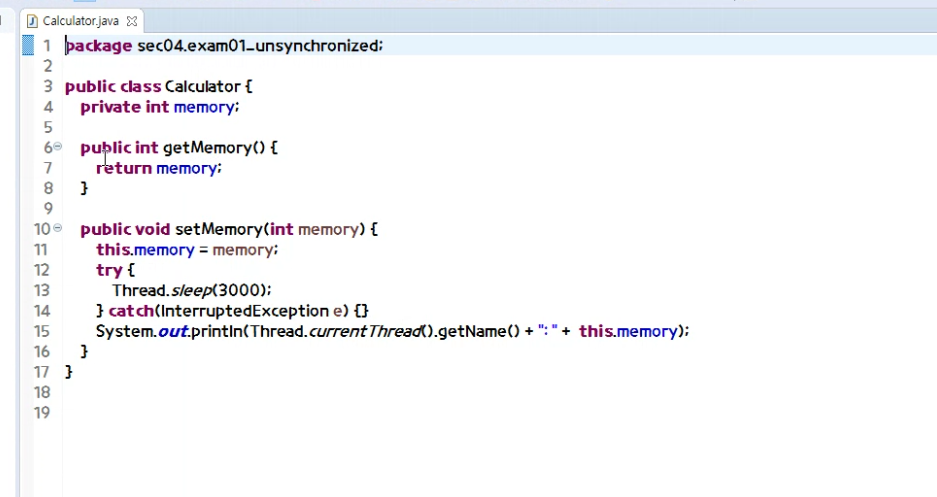 Calculator.java
1 package sec04.exam01_unsynchronized;
2
3 public class Calculator {
4 private int memory;
5
6 public int getMemory() {
7 return memory;
8 }
9
10 public void setMemory(int memory) {
11 this.memory = memory;
12 try {
13 Thread.sleep(3000);
14 } catch(InterruptedException e) {}
15 System.out.println(Thread.currentThread().getName() + ": " + this.memory);
16 }
17 }
18
19